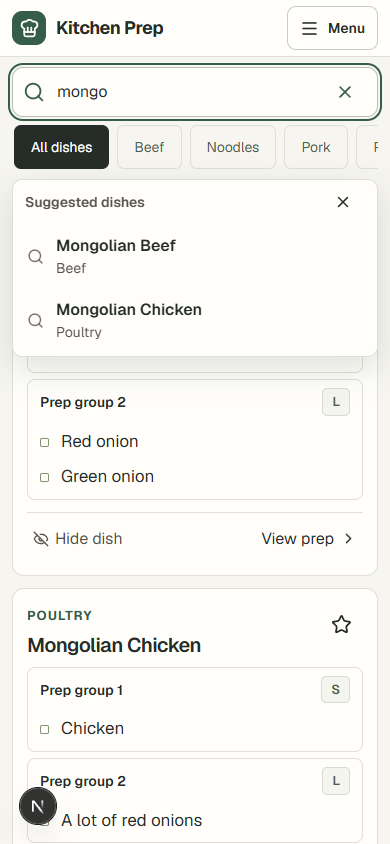 Kitchen Prep
Menu
mongo
All dishes
Beef
Noodles
Pork
Suggested dishes
Mongolian Beef
Beef
Mongolian Chicken
Poultry
Prep group 2
L
Red onion
Green onion
Hide dish
View prep
POULTRY
Mongolian Chicken
Prep group 1
S
Chicken
Prep group 2
L
N
A lot of red onions